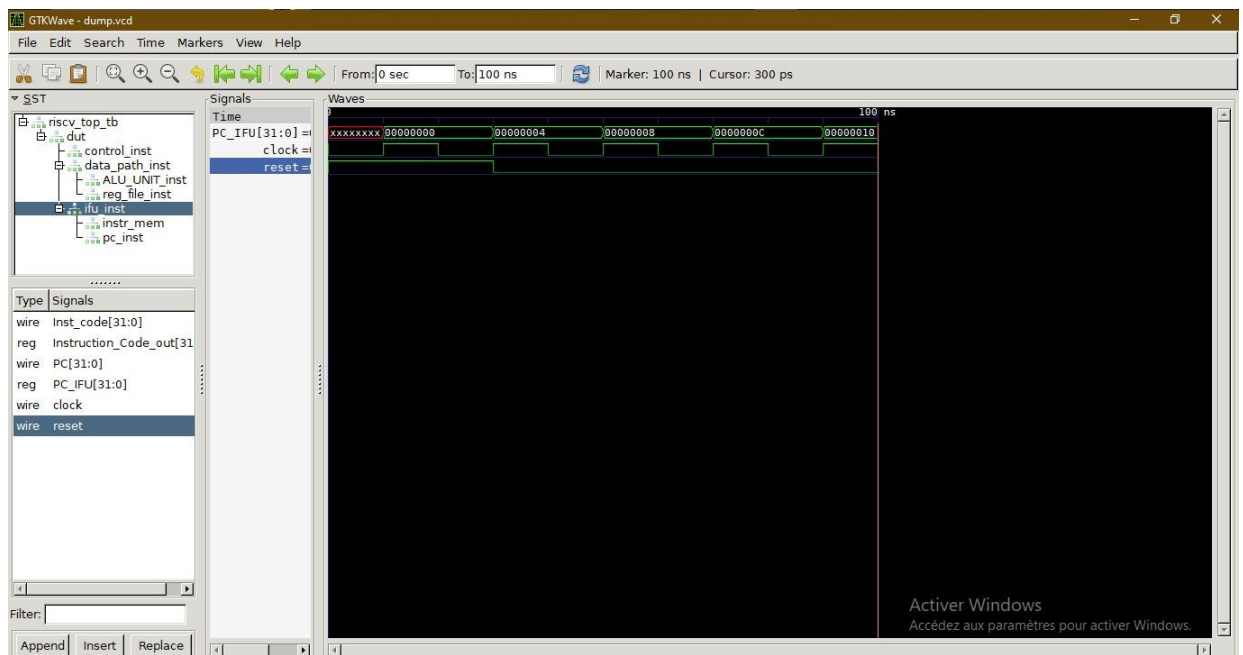 GTKWave - dump.vcd
File Edit Search Time Markers View Help
From: 0 sec To: 100 ns Marker: 100 ns | Cursor: 300 ps
SST
riscv_top_tb
dut
control_inst
data_path_inst
ALU_UNIT_inst
reg_file_inst
ifu_inst
instr_mem
pc_inst
Type Signals
wire Inst_code[31:0]
reg Instruction_Code_out[31
wire PC[31:0]
reg PC_IFU[31:0]
wire clock
wire reset
Filter:
Append Insert Replace
Signals
Time
PC_IFU[31:0] =
clock =
reset =
Waves
100 ns
xxxxxxxx 00000000 00000004 00000008 0000000C 00000010
Activer Windows
Accédez aux paramètres pour activer Windows.